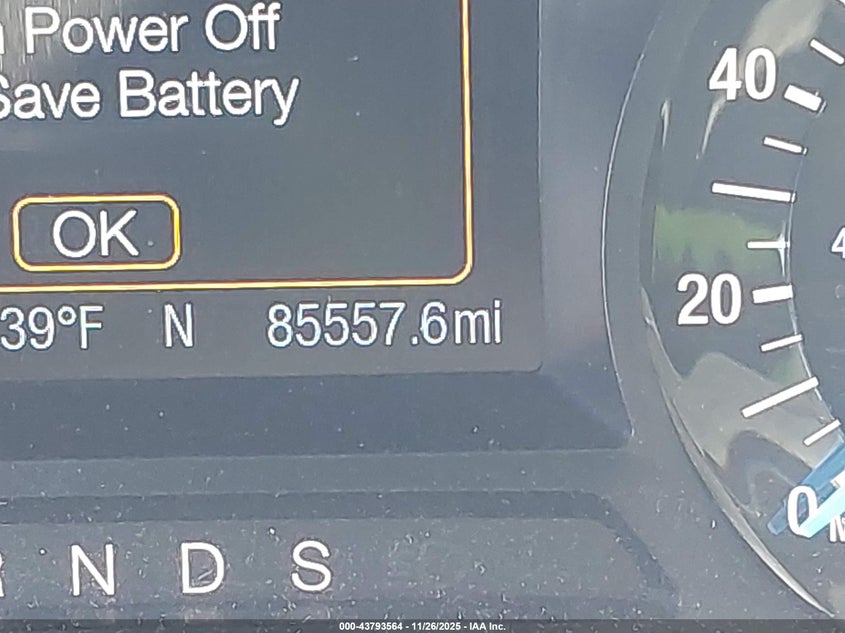 Power Off
Save Battery
OK
39°F N 85557.6mi
40
20
0
N D S
000-43793564 - 11/26/2025 - IAA Inc.